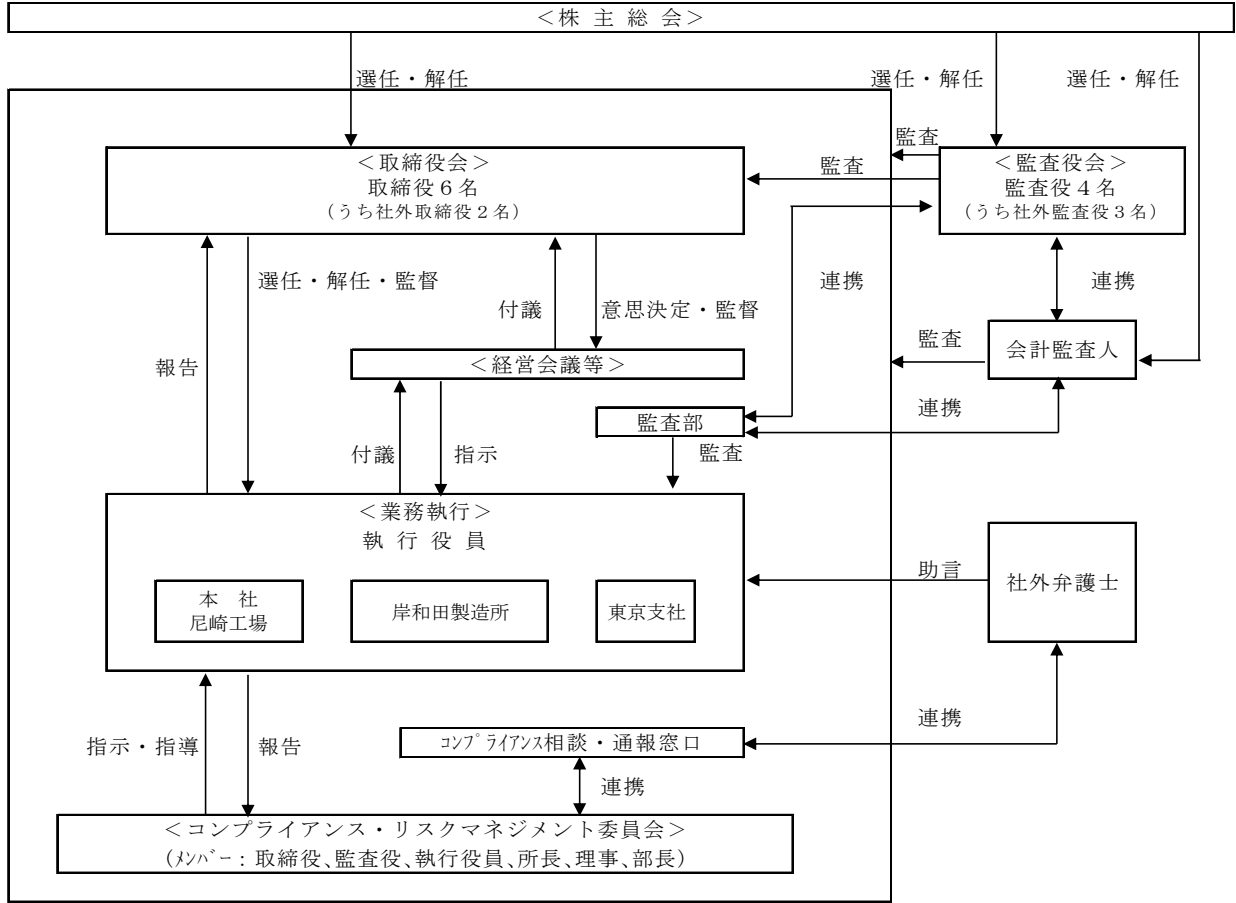 ＜株 主 総 会＞
選任・解任
選任・解任
選任・解任
監査
＜取締役会＞
取締役６名
（うち社外取締役２名）
監査
＜監査役会＞
監査役４名
（うち社外監査役３名）
選任・解任・監督
付議
意思決定・監督
連携
連携
報告
＜経営会議等＞
監査
会計監査人
監査部
連携
付議
指示
監査
＜業務執行＞
執 行 役 員
本　社
尼崎工場
岸和田製造所
東京支社
助言
社外弁護士
指示・指導
報告
ｺﾝﾌﾟﾗｲｱﾝｽ相談・通報窓口
連携
連携
＜コンプライアンス・リスクマネジメント委員会＞
（ﾒﾝﾊﾞｰ：取締役、監査役、執行役員、所長、理事、部長）